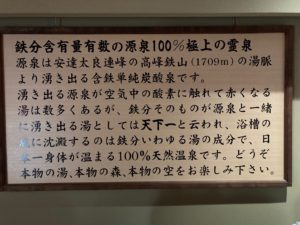 鉄分含有量有数の源泉100％極上の霊泉
源泉は安達太良連峰の高峰鉄山(1709m)の湯脈
より湧き出る含鉄単純炭酸泉です。
湧き出る源泉が空気中の酸素に触れて赤くなる
湯は数多くあるが、鉄分そのものが源泉と一緒
に湧き出る湯としては天下一と云われ、浴槽の
底に沈澱するのは鉄分いわゆる湯の成分で、日
本一身体が温まる100％天然温泉です。どうぞ
本物の湯、本物の森、本物の空をお楽しみ下さい。